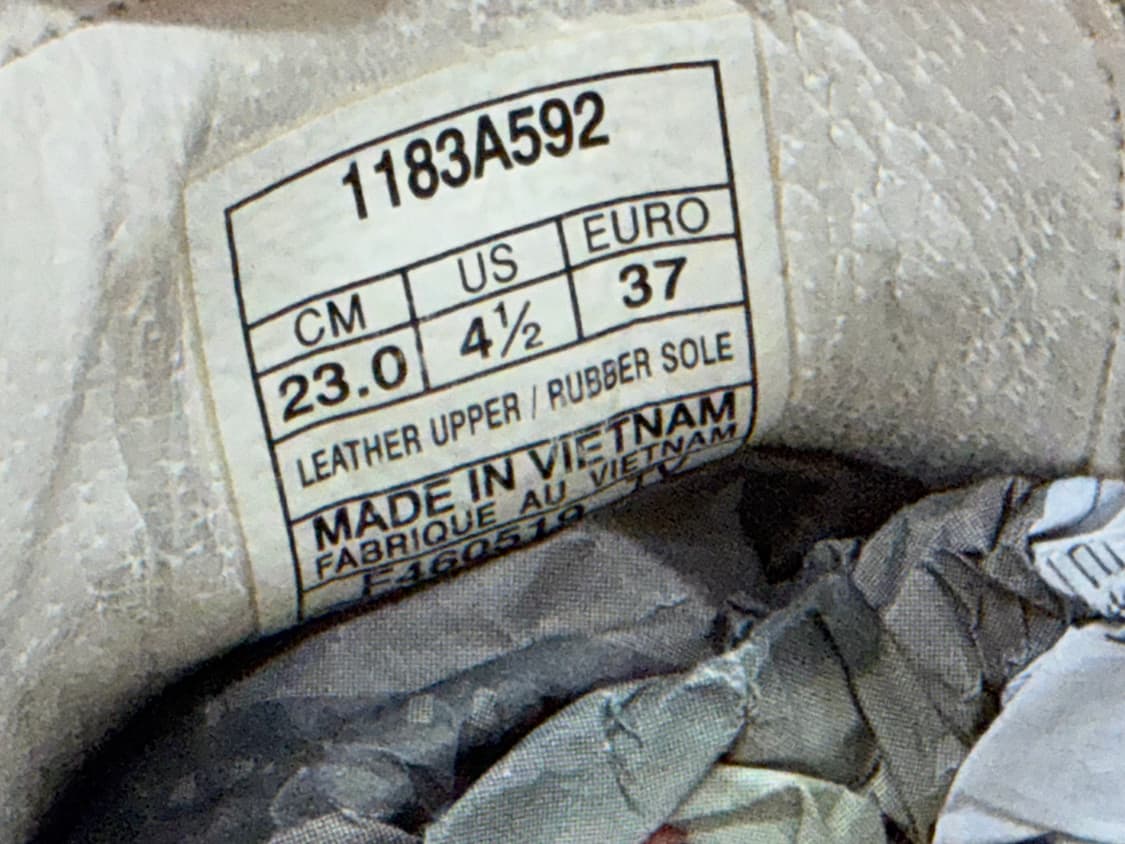 1183A592
CM US EURO
23.0 4½ 37
LEATHER UPPER / RUBBER SOLE
MADE IN VIETNAM
FABRIQUE AU VIETNAM